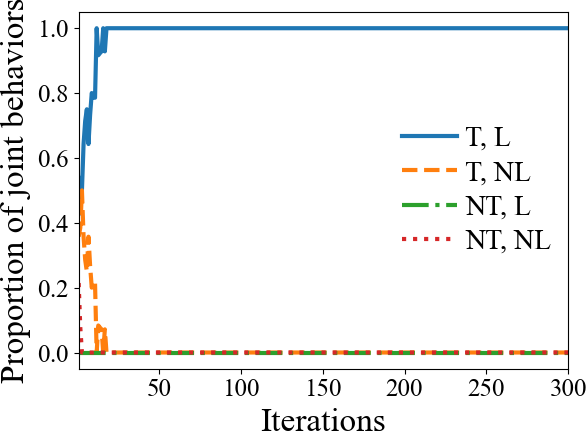 Proportion of joint behaviors
1.0
0.8
0.6
0.4
0.2
0.0
T, L
T, NL
NT, L
NT, NL
50 100 150 200 250 300
Iterations